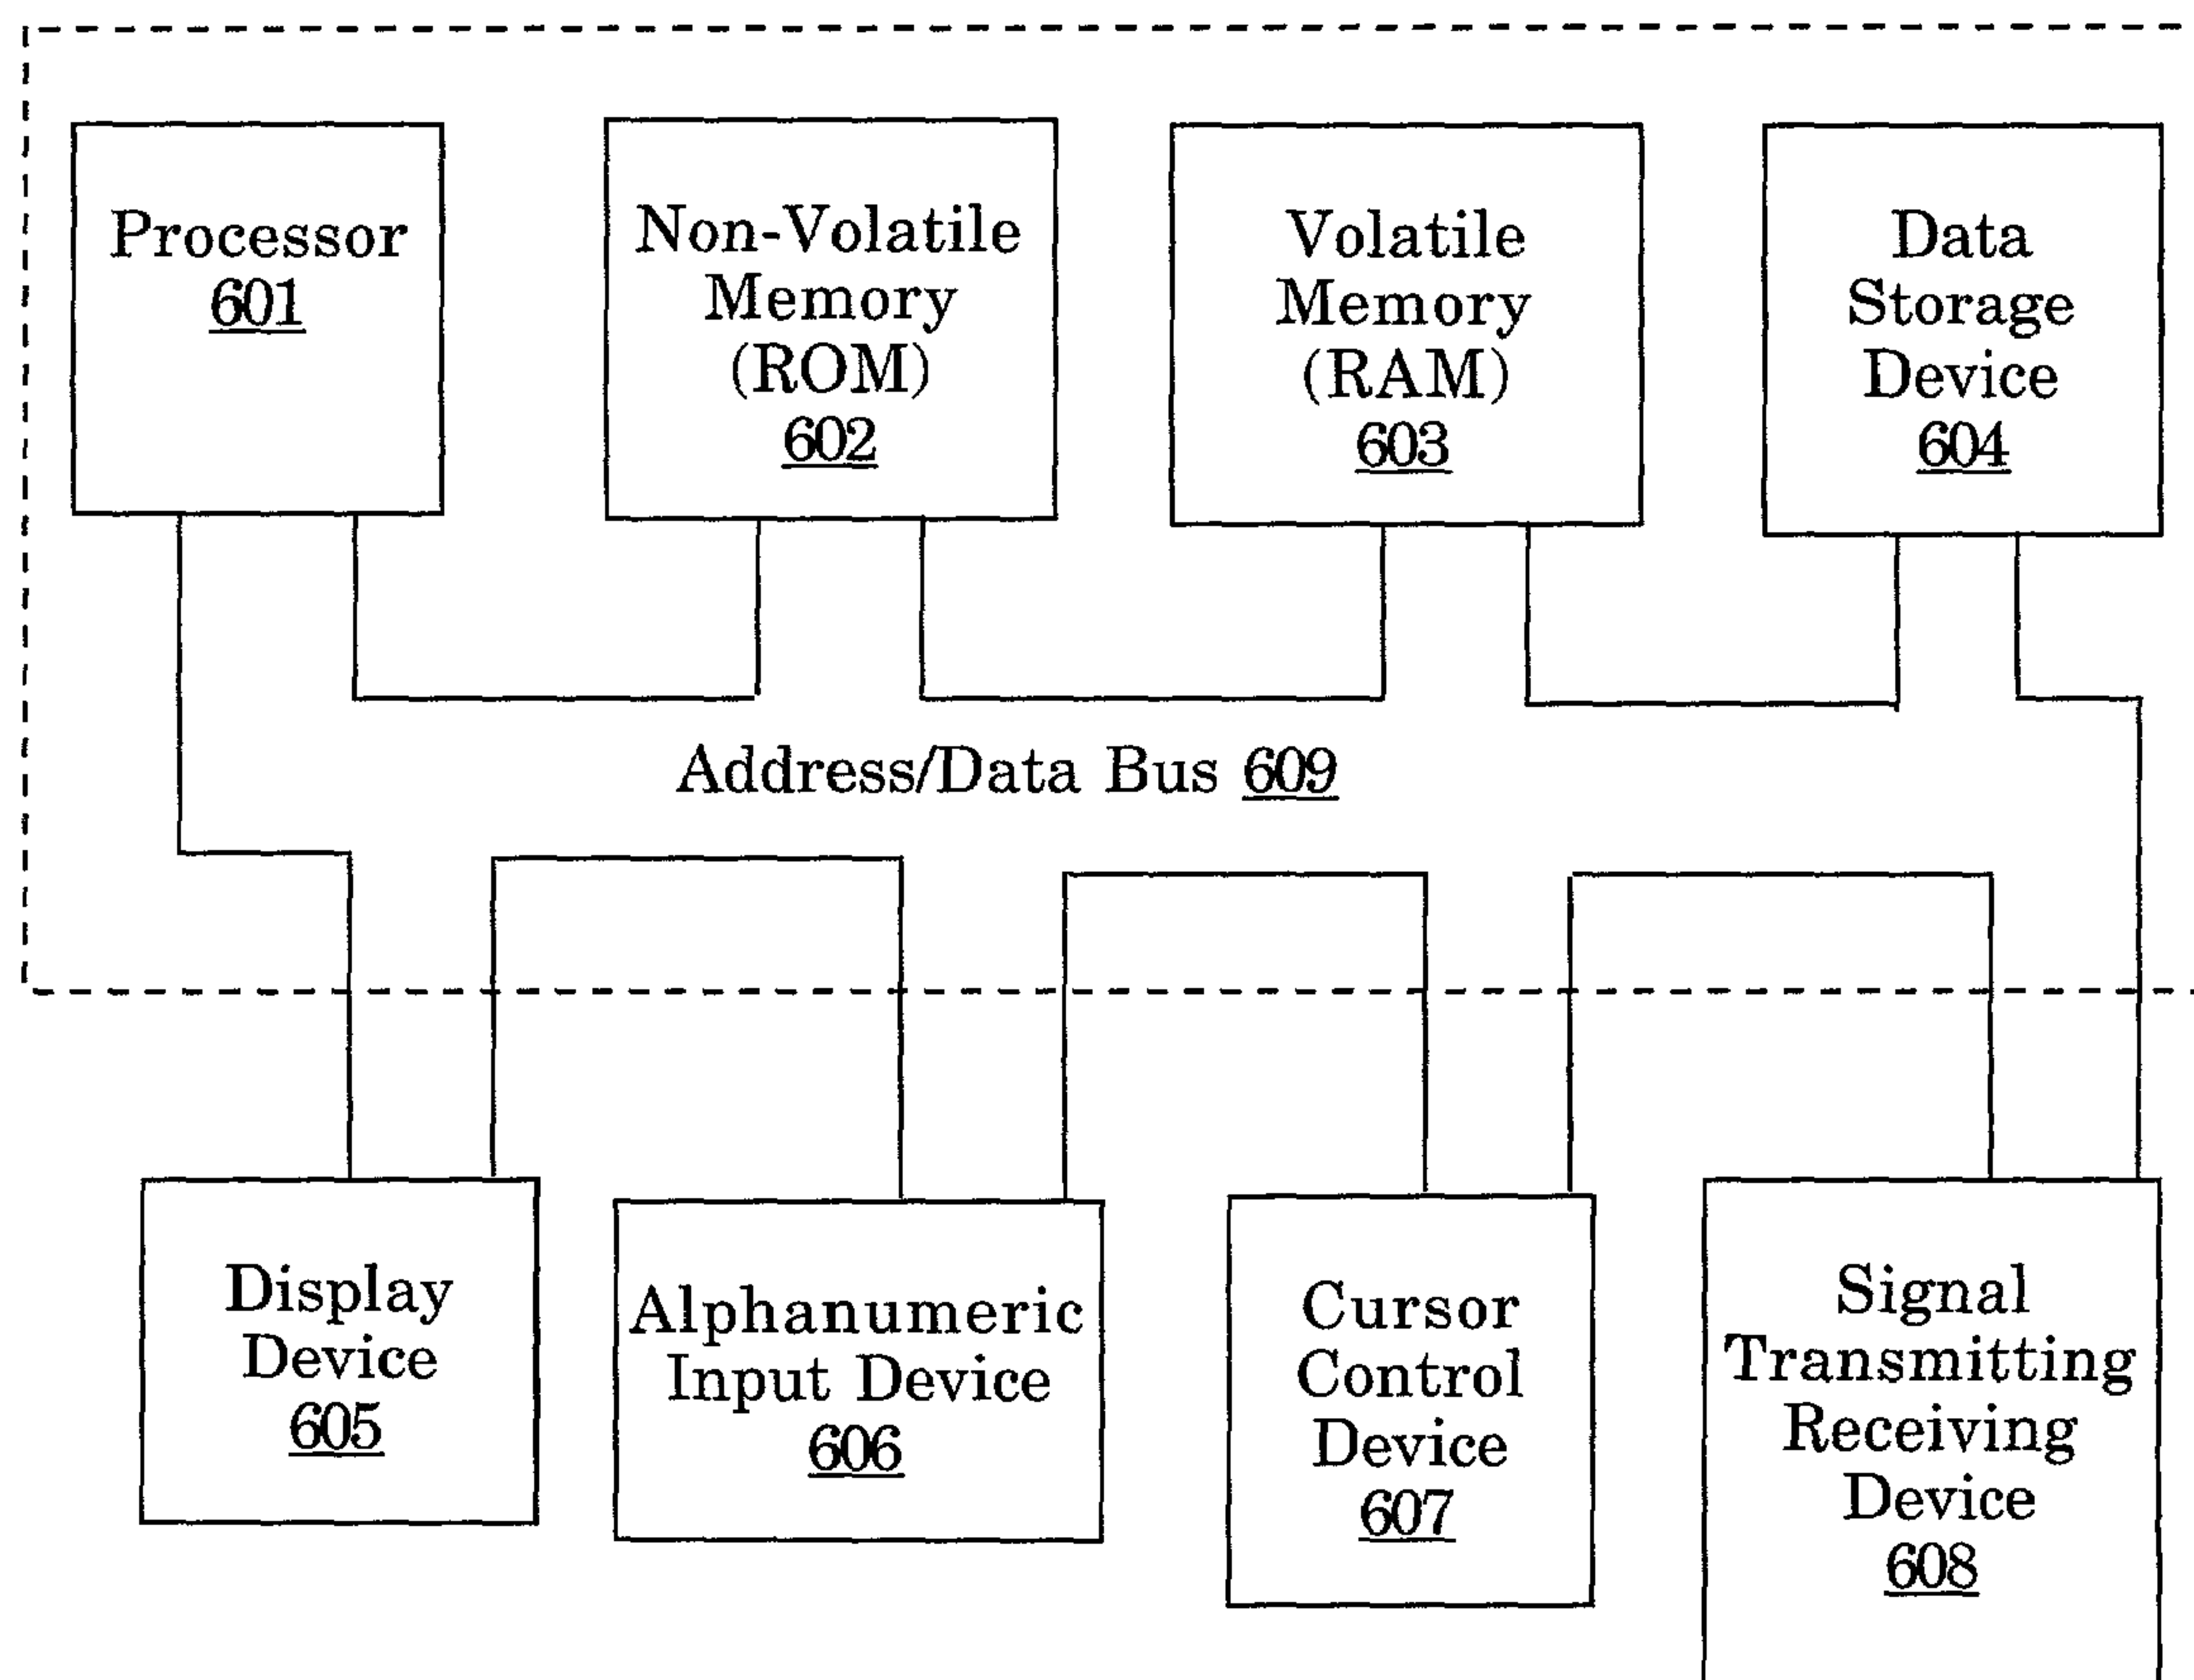 Processor
601
Non-Volatile
Memory
(ROM)
602
Volatile
Memory
(RAM)
603
Data
Storage
Device
604
Address/Data Bus 609
Display
Device
605
Alphanumeric
Input Device
606
Cursor
Control
Device
607
Signal
Transmitting
Receiving
Device
608